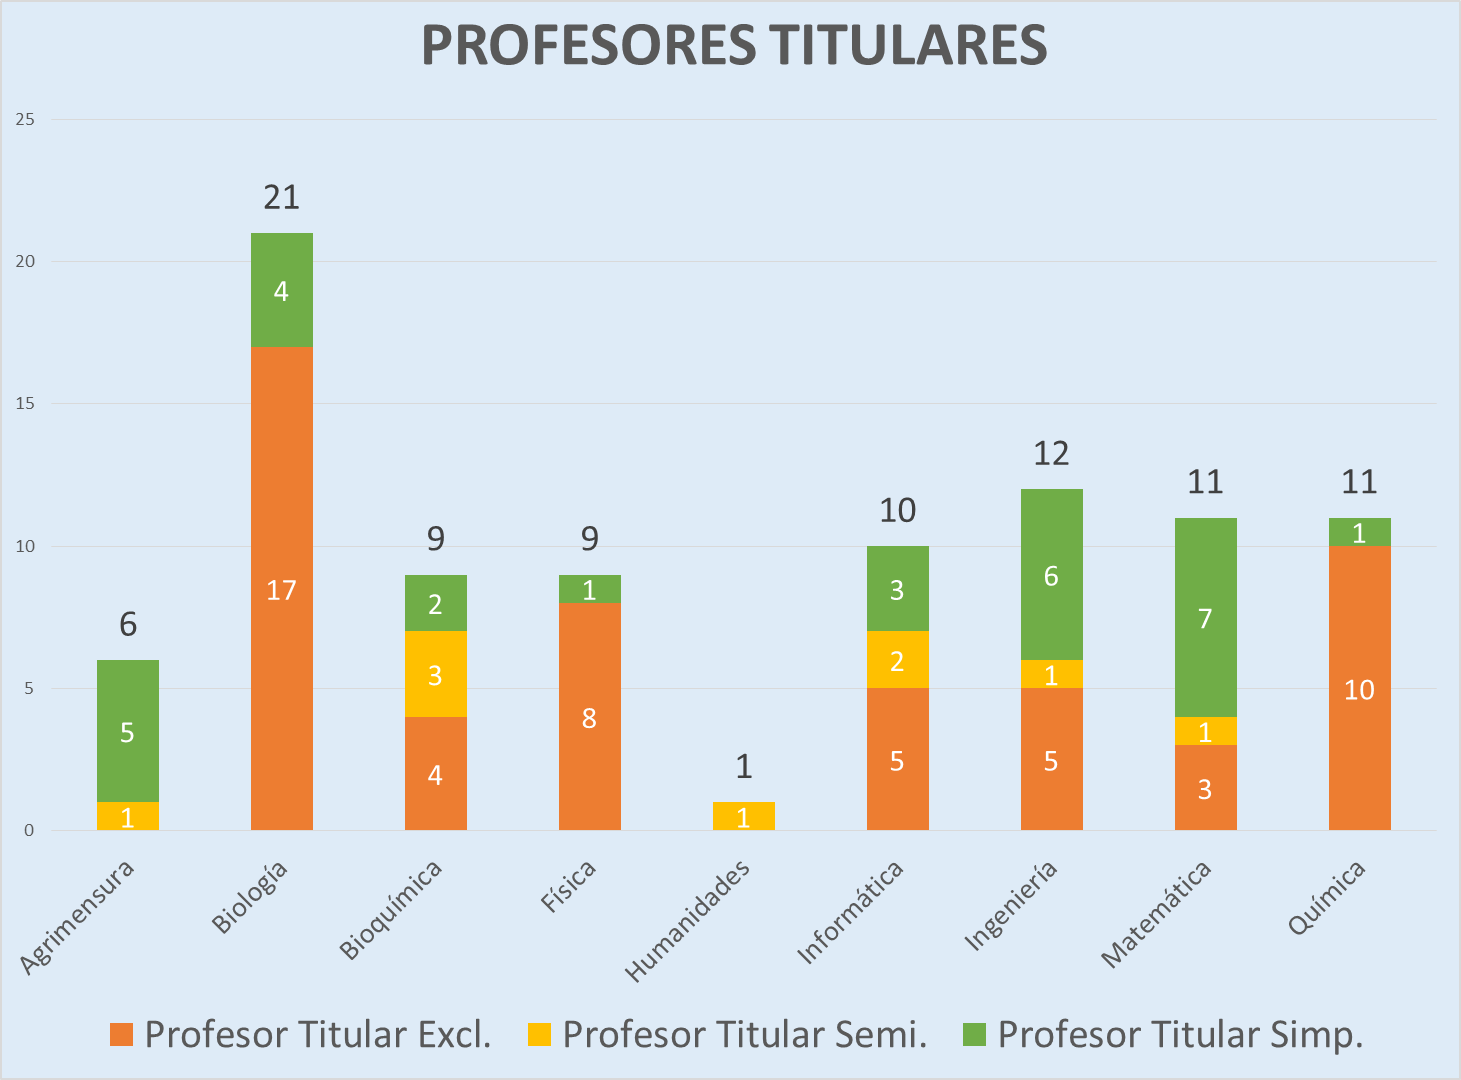 PROFESORES TITULARES
25
20
15
10
5
0
6
21
9
9
1
10
12
11
11
5
1
4
17
2
3
4
1
8
1
3
2
5
6
1
5
7
1
3
1
10
Agrimensura
Biología
Bioquímica
Física
Humanidades
Informática
Ingeniería
Matemática
Química
Profesor Titular Excl.
Profesor Titular Semi.
Profesor Titular Simp.